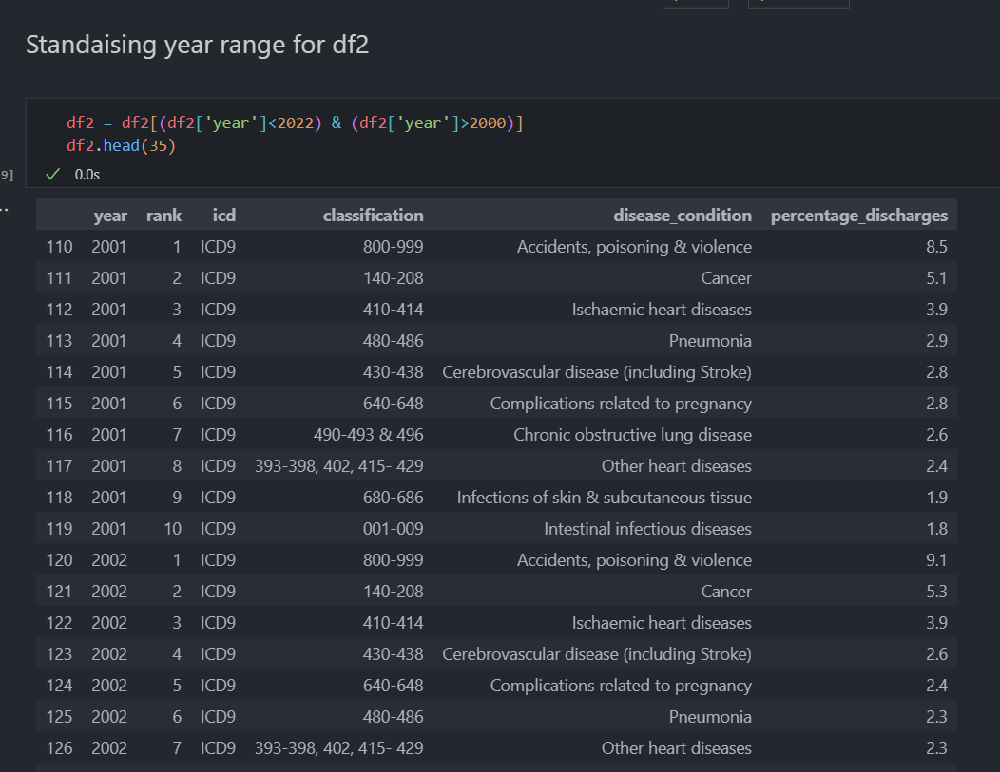 Standaising year range for df2
df2 = df2[(df2['year']<2022) & (df2['year']>2000)]
df2.head(35)
9]
0.0s
..
year rank icd classification disease_condition percentage_discharges
110 2001 1 ICD9 800-999 Accidents, poisoning & violence 8.5
111 2001 2 ICD9 140-208 Cancer 5.1
112 2001 3 ICD9 410-414 Ischaemic heart diseases 3.9
113 2001 4 ICD9 480-486 Pneumonia 2.9
114 2001 5 ICD9 430-438 Cerebrovascular disease (including Stroke) 2.8
115 2001 6 ICD9 640-648 Complications related to pregnancy 2.8
116 2001 7 ICD9 490-493 & 496 Chronic obstructive lung disease 2.6
117 2001 8 ICD9 393-398, 402, 415- 429 Other heart diseases 2.4
118 2001 9 ICD9 680-686 Infections of skin & subcutaneous tissue 1.9
119 2001 10 ICD9 001-009 Intestinal infectious diseases 1.8
120 2002 1 ICD9 800-999 Accidents, poisoning & violence 9.1
121 2002 2 ICD9 140-208 Cancer 5.3
122 2002 3 ICD9 410-414 Ischaemic heart diseases 3.9
123 2002 4 ICD9 430-438 Cerebrovascular disease (including Stroke) 2.6
124 2002 5 ICD9 640-648 Complications related to pregnancy 2.4
125 2002 6 ICD9 480-486 Pneumonia 2.3
126 2002 7 ICD9 393-398, 402, 415- 429 Other heart diseases 2.3